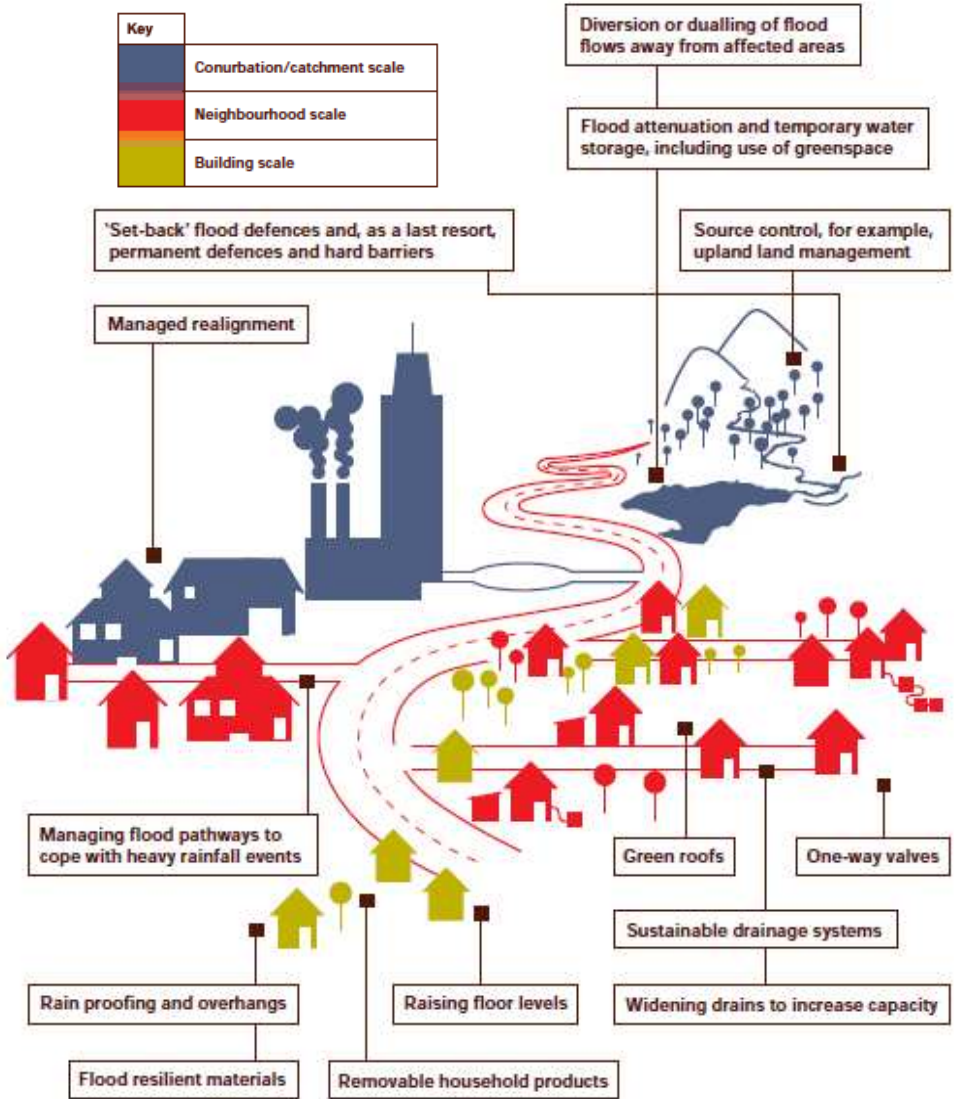 Key
Conurbation/catchment scale
Neighbourhood scale
Building scale
Diversion or dualling of flood
flows away from affected areas
Flood attenuation and temporary water
storage, including use of greenspace
'Set-back' flood defences and, as a last resort,
permanent defences and hard barriers
Source control, for example,
upland land management
Managed realignment
Managing flood pathways to
cope with heavy rainfall events
Green roofs
One-way valves
Sustainable drainage systems
Rain proofing and overhangs
Raising floor levels
Widening drains to increase capacity
Flood resilient materials
Removable household products